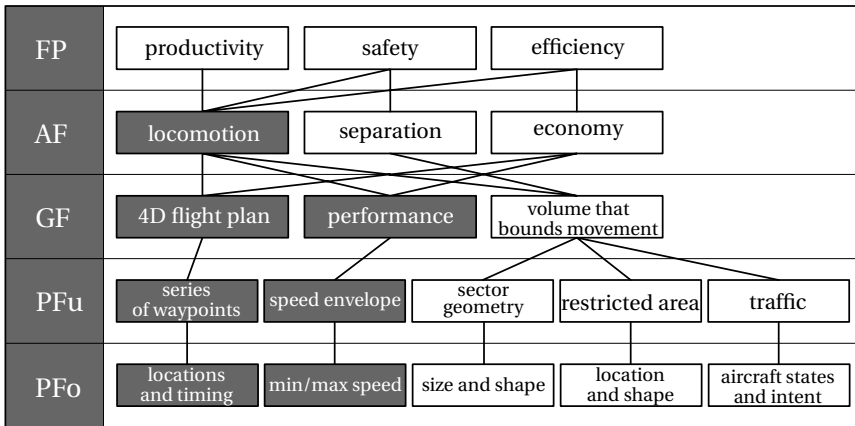 FP
productivity
safety
efficiency
AF
locomotion
separation
economy
GF
4D flight plan
performance
volume that
bounds movement
PFu
series
of waypoints
speed envelope
sector
geometry
restricted area
traffic
PFo
locations
and timing
min/max speed
size and shape
location
and shape
aircraft states
and intent